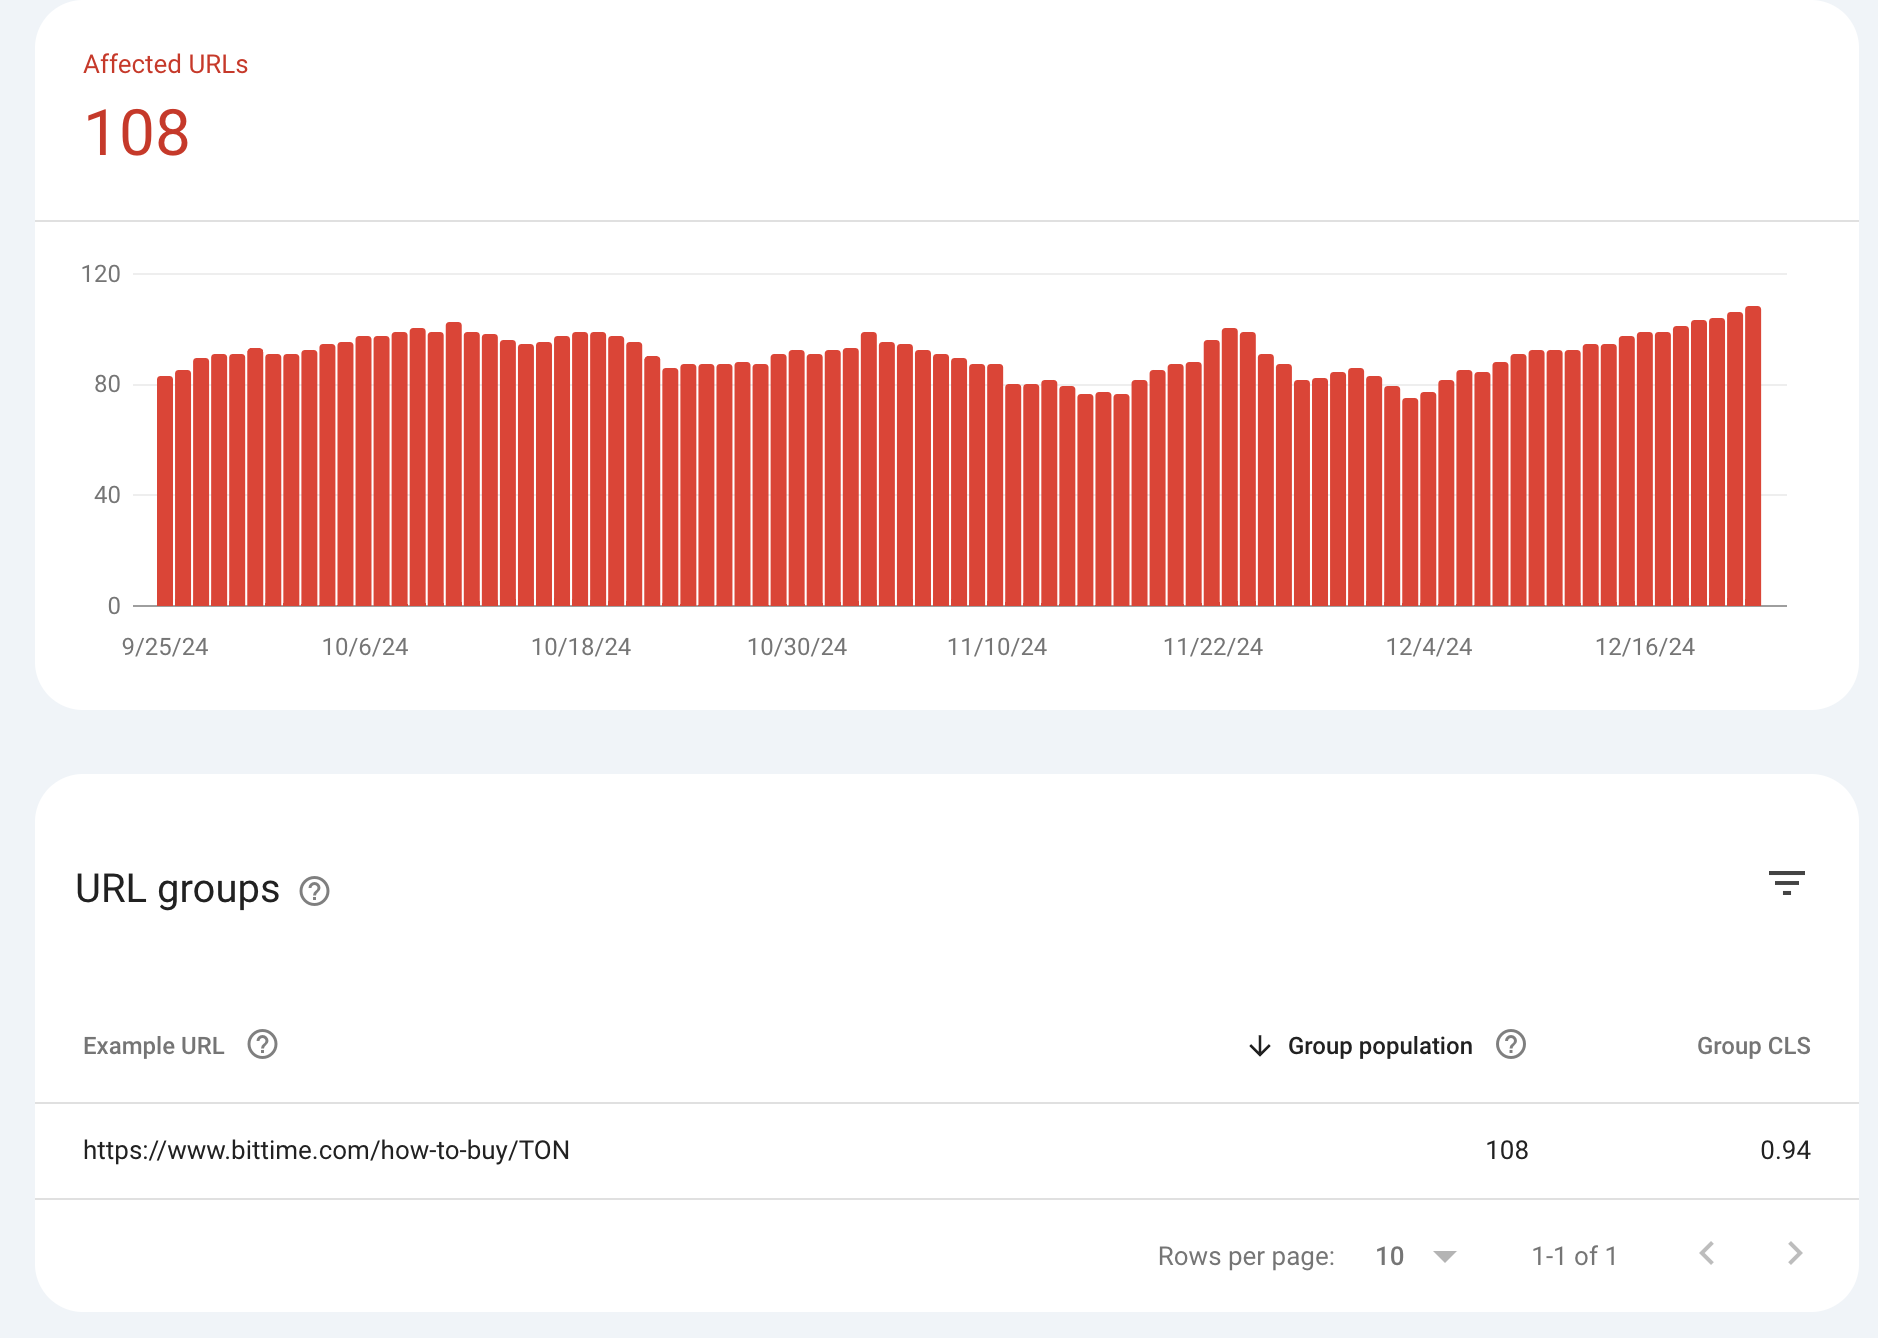 Affected URLs
108
120
80
40
0
9/25/24 10/6/24 10/18/24 10/30/24 11/10/24 11/22/24 12/4/24 12/16/24
URL groups
Example URL Group population Group CLS
https://www.bittime.com/how-to-buy/TON 108 0.94
Rows per page: 10 1-1 of 1